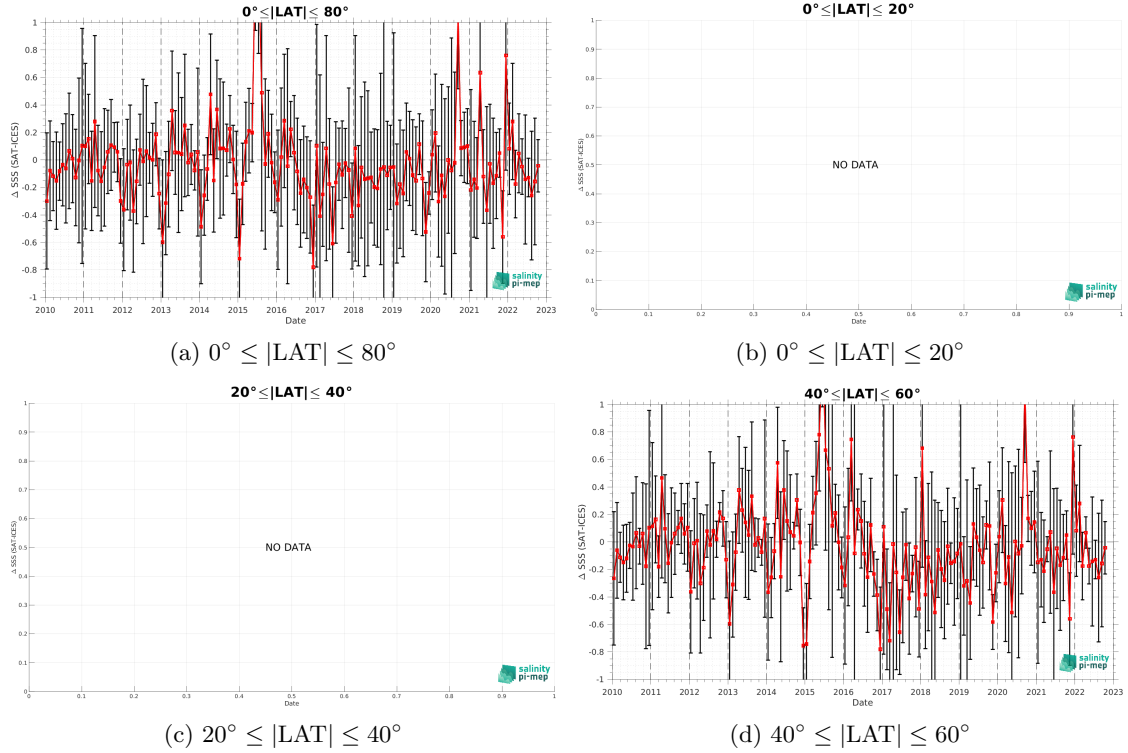 0°≤|LAT|≤ 80°
Δ SSS (SAT-ICES)
1
0.8
0.6
0.4
0.2
0
-0.2
-0.4
-0.6
-0.8
-1
2010 2011 2012 2013 2014 2015 2016 2017 2018 2019 2020 2021 2022 2023
Date
salinity
pi-mep
(a) 0° ≤ |LAT| ≤ 80°
0°≤|LAT|≤ 20°
Δ SSS (SAT-ICES)
1
0.9
0.8
0.7
0.6
0.5
0.4
0.3
0.2
0.1
0
NO DATA
0 0.1 0.2 0.3 0.4 0.5 0.6 0.7 0.8 0.9 1
Date
salinity
pi-mep
(b) 0° ≤ |LAT| ≤ 20°
20°≤|LAT|≤ 40°
Δ SSS (SAT-ICES)
1
0.9
0.8
0.7
0.6
0.5
0.4
0.3
0.2
0.1
0
NO DATA
0 0.1 0.2 0.3 0.4 0.5 0.6 0.7 0.8 0.9 1
Date
salinity
pi-mep
(c) 20° ≤ |LAT| ≤ 40°
40°≤|LAT|≤ 60°
Δ SSS (SAT-ICES)
1
0.8
0.6
0.4
0.2
0
-0.2
-0.4
-0.6
-0.8
-1
2010 2011 2012 2013 2014 2015 2016 2017 2018 2019 2020 2021 2022 2023
Date
salinity
pi-mep
(d) 40° ≤ |LAT| ≤ 60°